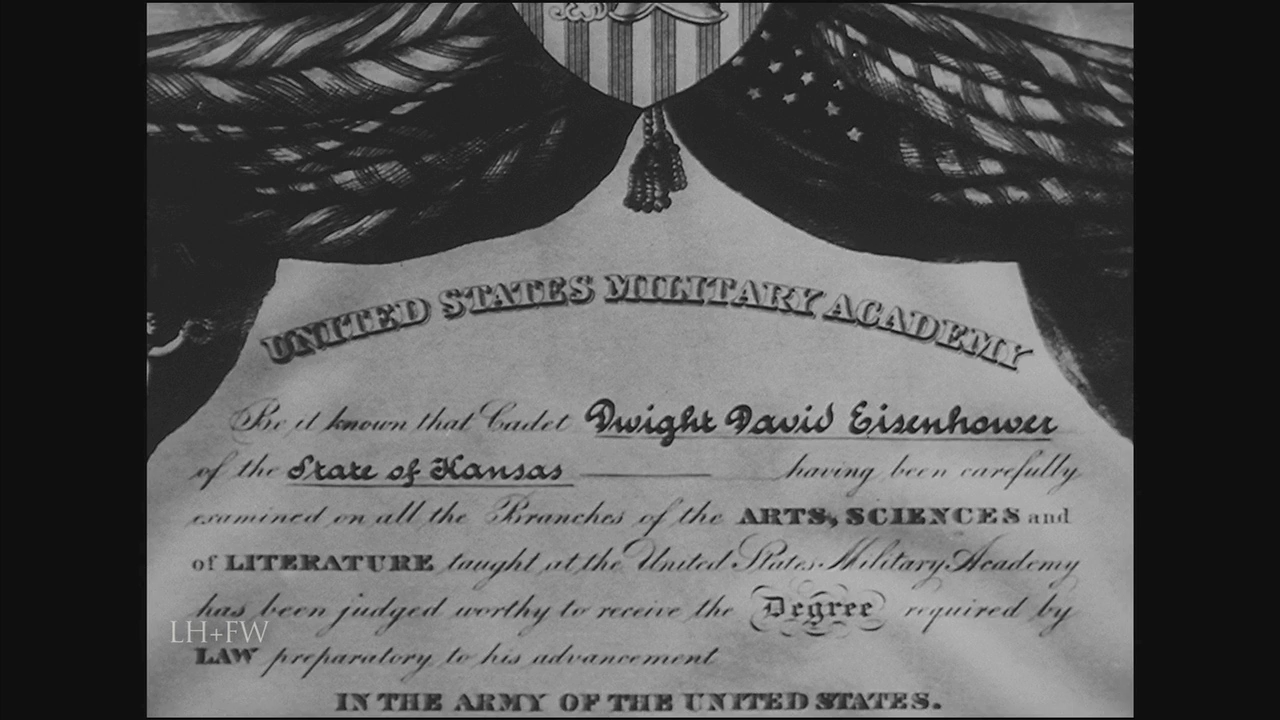 UNITED STATES MILITARY ACADEMY
Be it known that Cadet Dwight David Eisenhower
of the State of Kansas having been carefully
examined on all the Branches of the ARTS, SCIENCES and
of LITERATURE taught at the United States Military Academy
has been judged worthy to receive the Degree required by
LAW preparatory to his advancement
IN THE ARMY OF THE UNITED STATES.
LH+FW